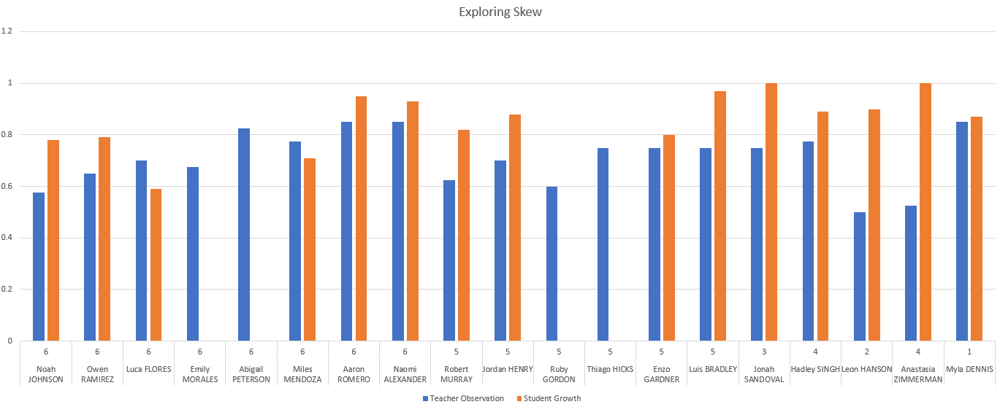 Exploring Skew
1.2
1
0.8
0.6
0.4
0.2
0
6 6 6 6 6 6 6 6 5 5 5 5 5 5 3 4 2 4 1
Noah JOHNSON
Owen RAMIREZ
Luca FLORES
Emily MORALES
Abigail PETERSON
Miles MENDOZA
Aaron ROMERO
Naomi ALEXANDER
Robert MURRAY
Jordan HENRY
Ruby GORDON
Thiago HICKS
Enzo GARDNER
Luis BRADLEY
Jonah SANDOVAL
Hadley SINGH
Leon HANSON
Anastasia ZIMMERMAN
Myla DENNIS
Teacher Observation Student Growth